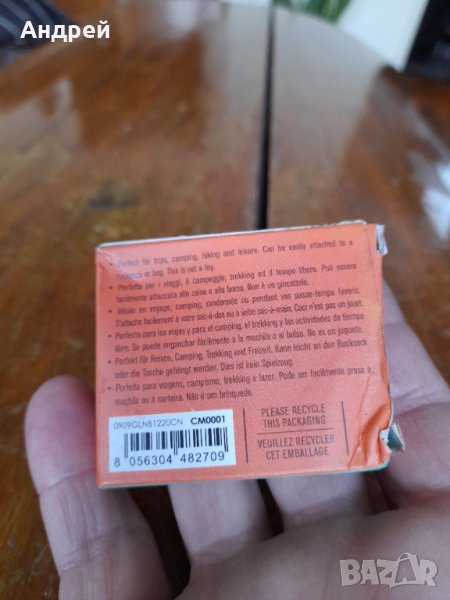 Андрей
• Perfect for trips, camping, hiking and leisure. Can be easily attached to a
backpack or bag. This is not a toy.
• Perfetta per i viaggi, il campeggio, trekking ed il tempo libero. Può essere
facilmente attaccata allo zaino o alla borsa. Non è un giocattolo.
• Idéale en voyage, camping, randonnée ou pendant vos passe-temps favoris.
S'attache facilement à votre sac-à-dos ou à votre sac-à-main. Ceci n'est pas un jouet.
• Perfecta para los viajes y para el camping, el trekking y las actividades de tiempo
libre. Se puede enganchar fácilmente a la mochila o al bolso. No es un juguete.
• Perfekt für Reisen, Camping, Trekking und Freizeit. Kann leicht an den Rucksack
oder die Tasche gehängt werden. Dies ist kein Spielzeug.
• Perfeita para viagens, campismo, trekking e lazer. Pode ser facilmente presa à
mochila ou à carteira. Não é um brinquedo.
0909GLNB1220CN CM0001
8 056304 482709
PLEASE RECYCLE
THIS PACKAGING
VEUILLEZ RECYCLER
CET EMBALLAGE
BAZAR